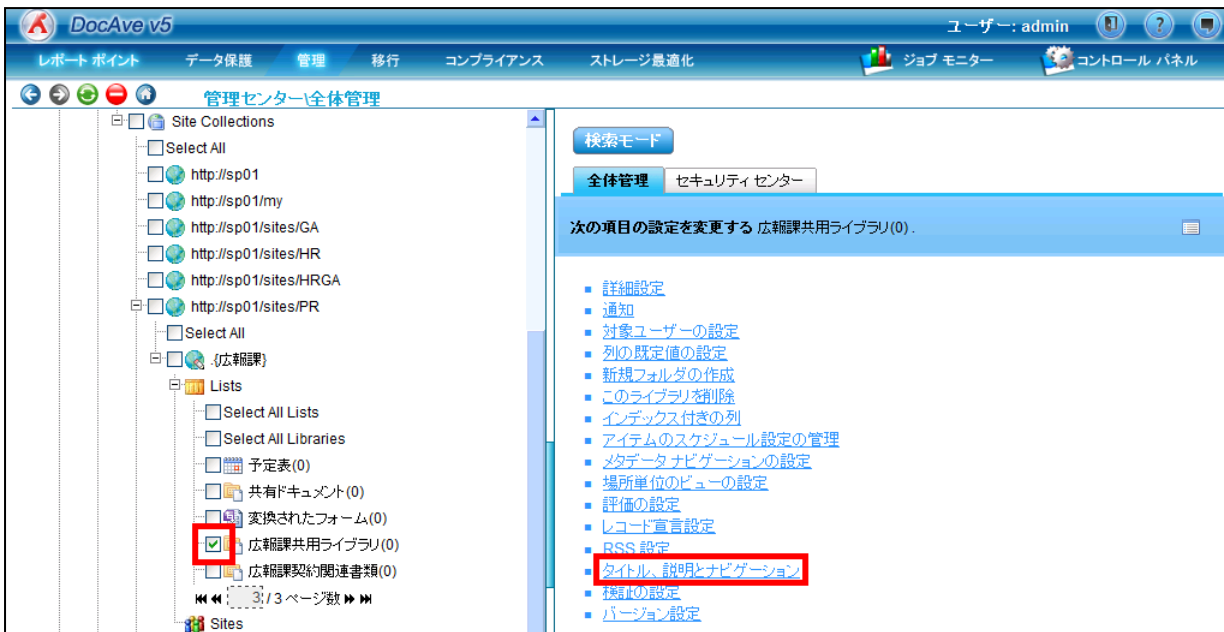 DocAve v5
ユーザー: admin
レポート ポイント データ保護 管理 移行 コンプライアンス ストレージ最適化 ジョブ モニター コントロール パネル
管理センター\全体管理
Site Collections
Select All
http://sp01
http://sp01/my
http://sp01/sites/GA
http://sp01/sites/HR
http://sp01/sites/HRGA
http://sp01/sites/PR
Select All
.{広報課}
Lists
Select All Lists
Select All Libraries
予定表(0)
共有ドキュメント(0)
変換されたフォーム(0)
広報課共用ライブラリ(0)
広報課契約関連書類(0)
3 / 3 ページ数
Sites
検索モード
全体管理 セキュリティ センター
次の項目の設定を変更する 広報課共用ライブラリ(0) .
詳細設定
通知
対象ユーザーの設定
列の既定値の設定
新規フォルダの作成
このライブラリを削除
インデックス付きの列
アイテムのスケジュール設定の管理
メタデータ ナビゲーションの設定
場所単位のビューの設定
評価の設定
レコード宣言設定
RSS 設定
タイトル、説明とナビゲーション
検証の設定
バージョン設定